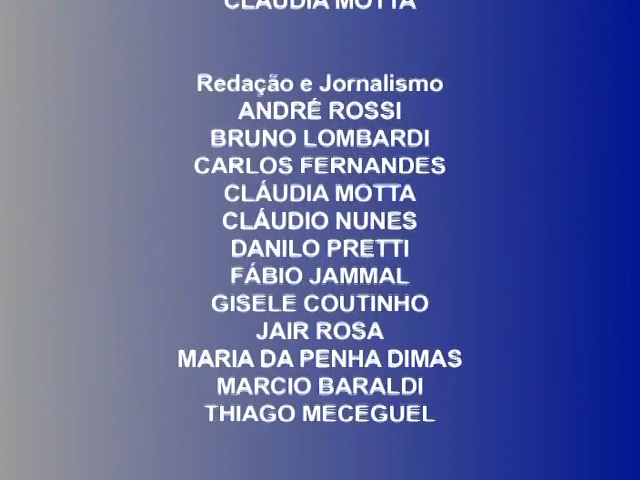 CLÁUDIA MOTTA
Redação e Jornalismo
ANDRÉ ROSSI
BRUNO LOMBARDI
CARLOS FERNANDES
CLÁUDIA MOTTA
CLÁUDIO NUNES
DANILO PRETTI
FÁBIO JAMMAL
GISELE COUTINHO
JAIR ROSA
MARIA DA PENHA DIMAS
MARCIO BARALDI
THIAGO MECEGUEL